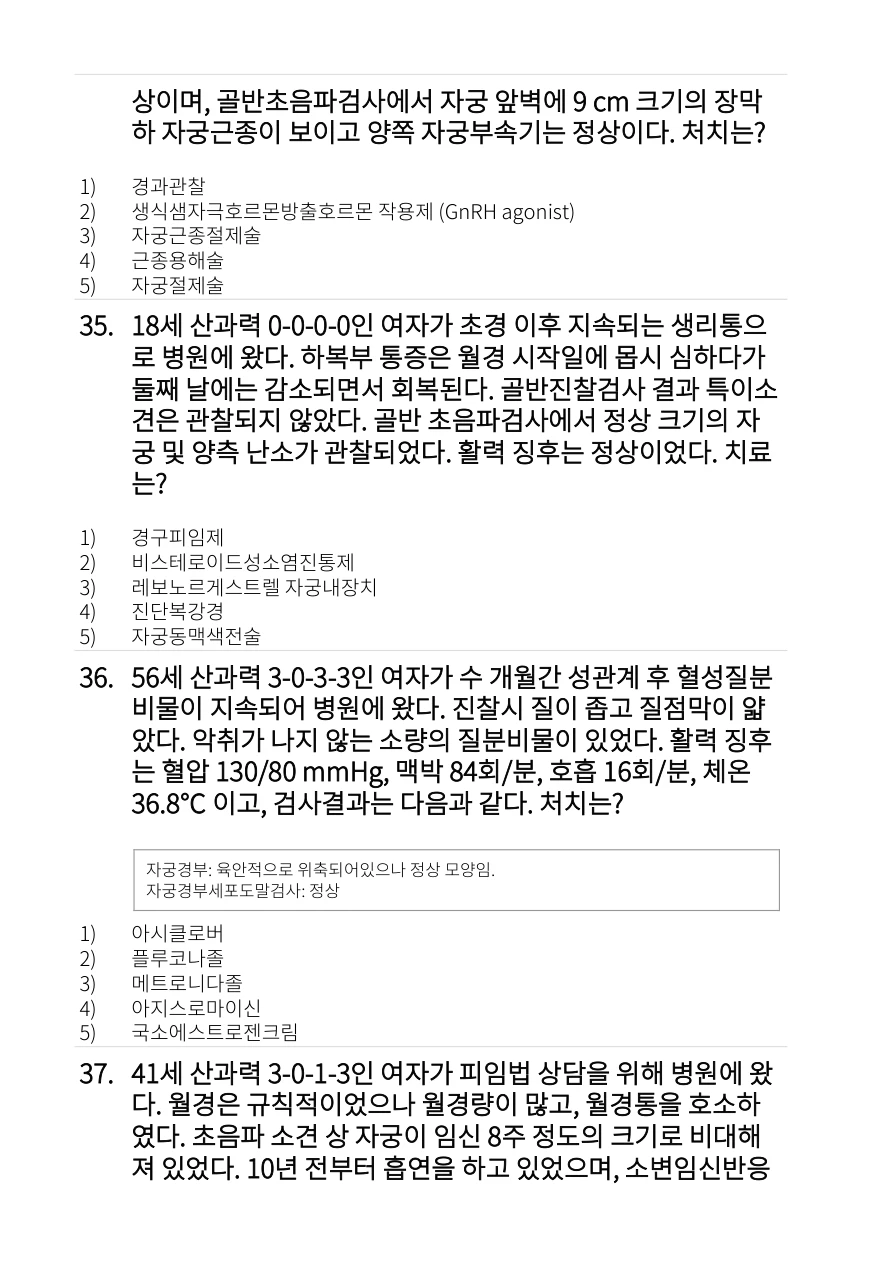 상이며, 골반초음파검사에서 자궁 앞벽에 9 cm 크기의 장막
하 자궁근종이 보이고 양쪽 자궁부속기는 정상이다. 처치는?
1) 경과관찰
2) 생식샘자극호르몬방출호르몬 작용제 (GnRH agonist)
3) 자궁근종절제술
4) 근종용해술
5) 자궁절제술
35. 18세 산과력 0-0-0-0인 여자가 초경 이후 지속되는 생리통으
로 병원에 왔다. 하복부 통증은 월경 시작일에 몹시 심하다가
둘째 날에는 감소되면서 회복된다. 골반진찰검사 결과 특이소
견은 관찰되지 않았다. 골반 초음파검사에서 정상 크기의 자
궁 및 양측 난소가 관찰되었다. 활력 징후는 정상이었다. 치료
는?
1) 경구피임제
2) 비스테로이드성소염진통제
3) 레보노르게스트렐 자궁내장치
4) 진단복강경
5) 자궁동맥색전술
36. 56세 산과력 3-0-3-3인 여자가 수 개월간 성관계 후 혈성질분
비물이 지속되어 병원에 왔다. 진찰시 질이 좁고 질점막이 얇
았다. 악취가 나지 않는 소량의 질분비물이 있었다. 활력 징후
는 혈압 130/80 mmHg, 맥박 84회/분, 호흡 16회/분, 체온
36.8°C 이고, 검사결과는 다음과 같다. 처치는?
자궁경부: 육안적으로 위축되어있으나 정상 모양임.
자궁경부세포도말검사: 정상
1) 아시클로버
2) 플루코나졸
3) 메트로니다졸
4) 아지스로마이신
5) 국소에스트로젠크림
37. 41세 산과력 3-0-1-3인 여자가 피임법 상담을 위해 병원에 왔
다. 월경은 규칙적이었으나 월경량이 많고, 월경통을 호소하
였다. 초음파 소견 상 자궁이 임신 8주 정도의 크기로 비대해
져 있었다. 10년 전부터 흡연을 하고 있었으며, 소변임신반응